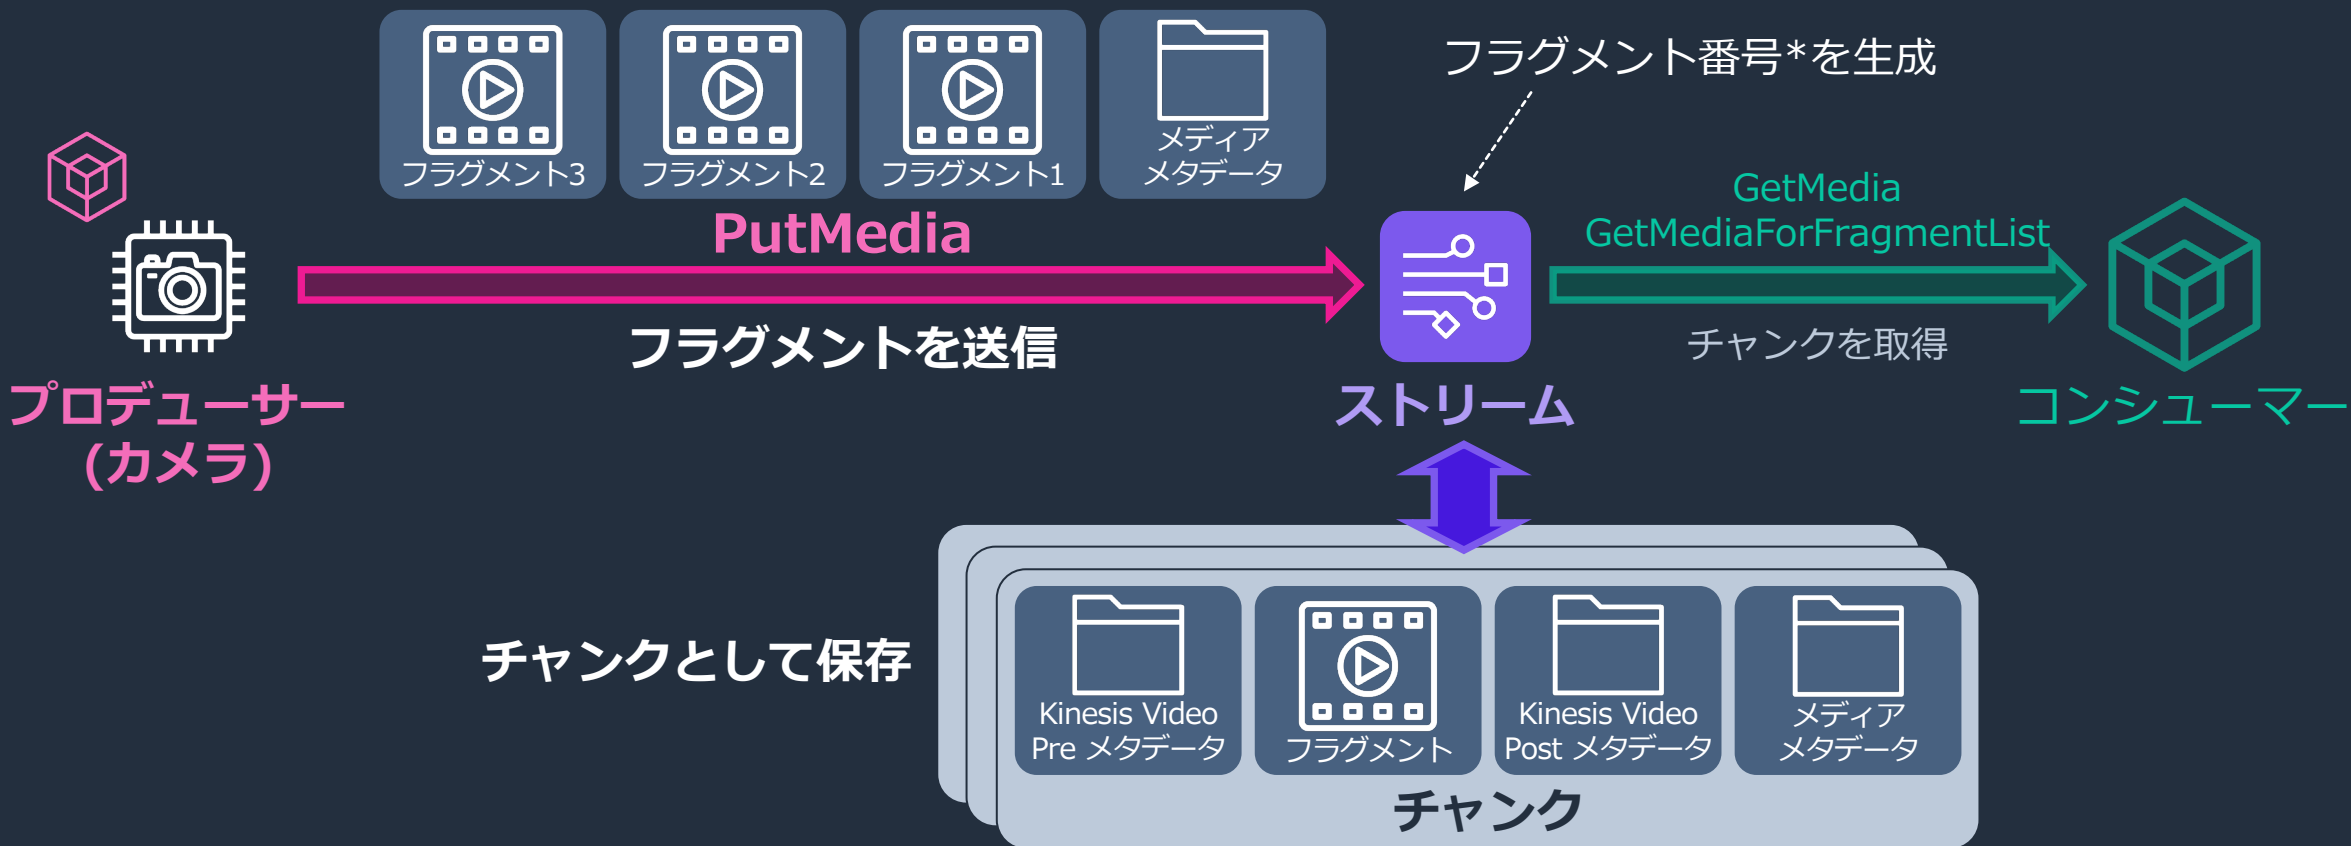 フラグメント3
フラグメント2
フラグメント1
メディア
メタデータ
フラグメント番号*を生成
PutMedia
フラグメントを送信
GetMedia
GetMediaForFragmentList
チャンクを取得
プロデューサー
(カメラ)
ストリーム
コンシューマー
チャンクとして保存
Kinesis Video
Pre メタデータ
フラグメント
Kinesis Video
Post メタデータ
メディア
メタデータ
チャンク